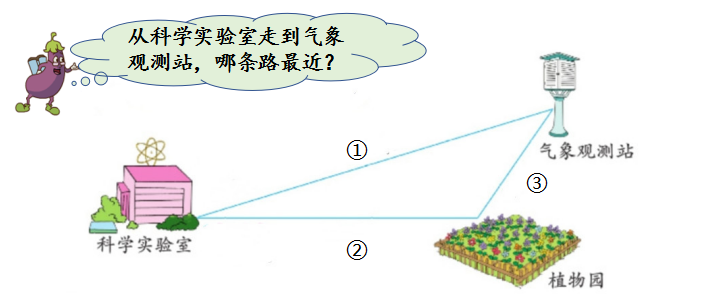 从科学实验室走到气象
观测站，哪条路最近？
①
气象观测站
③
科学实验室
②
植物园